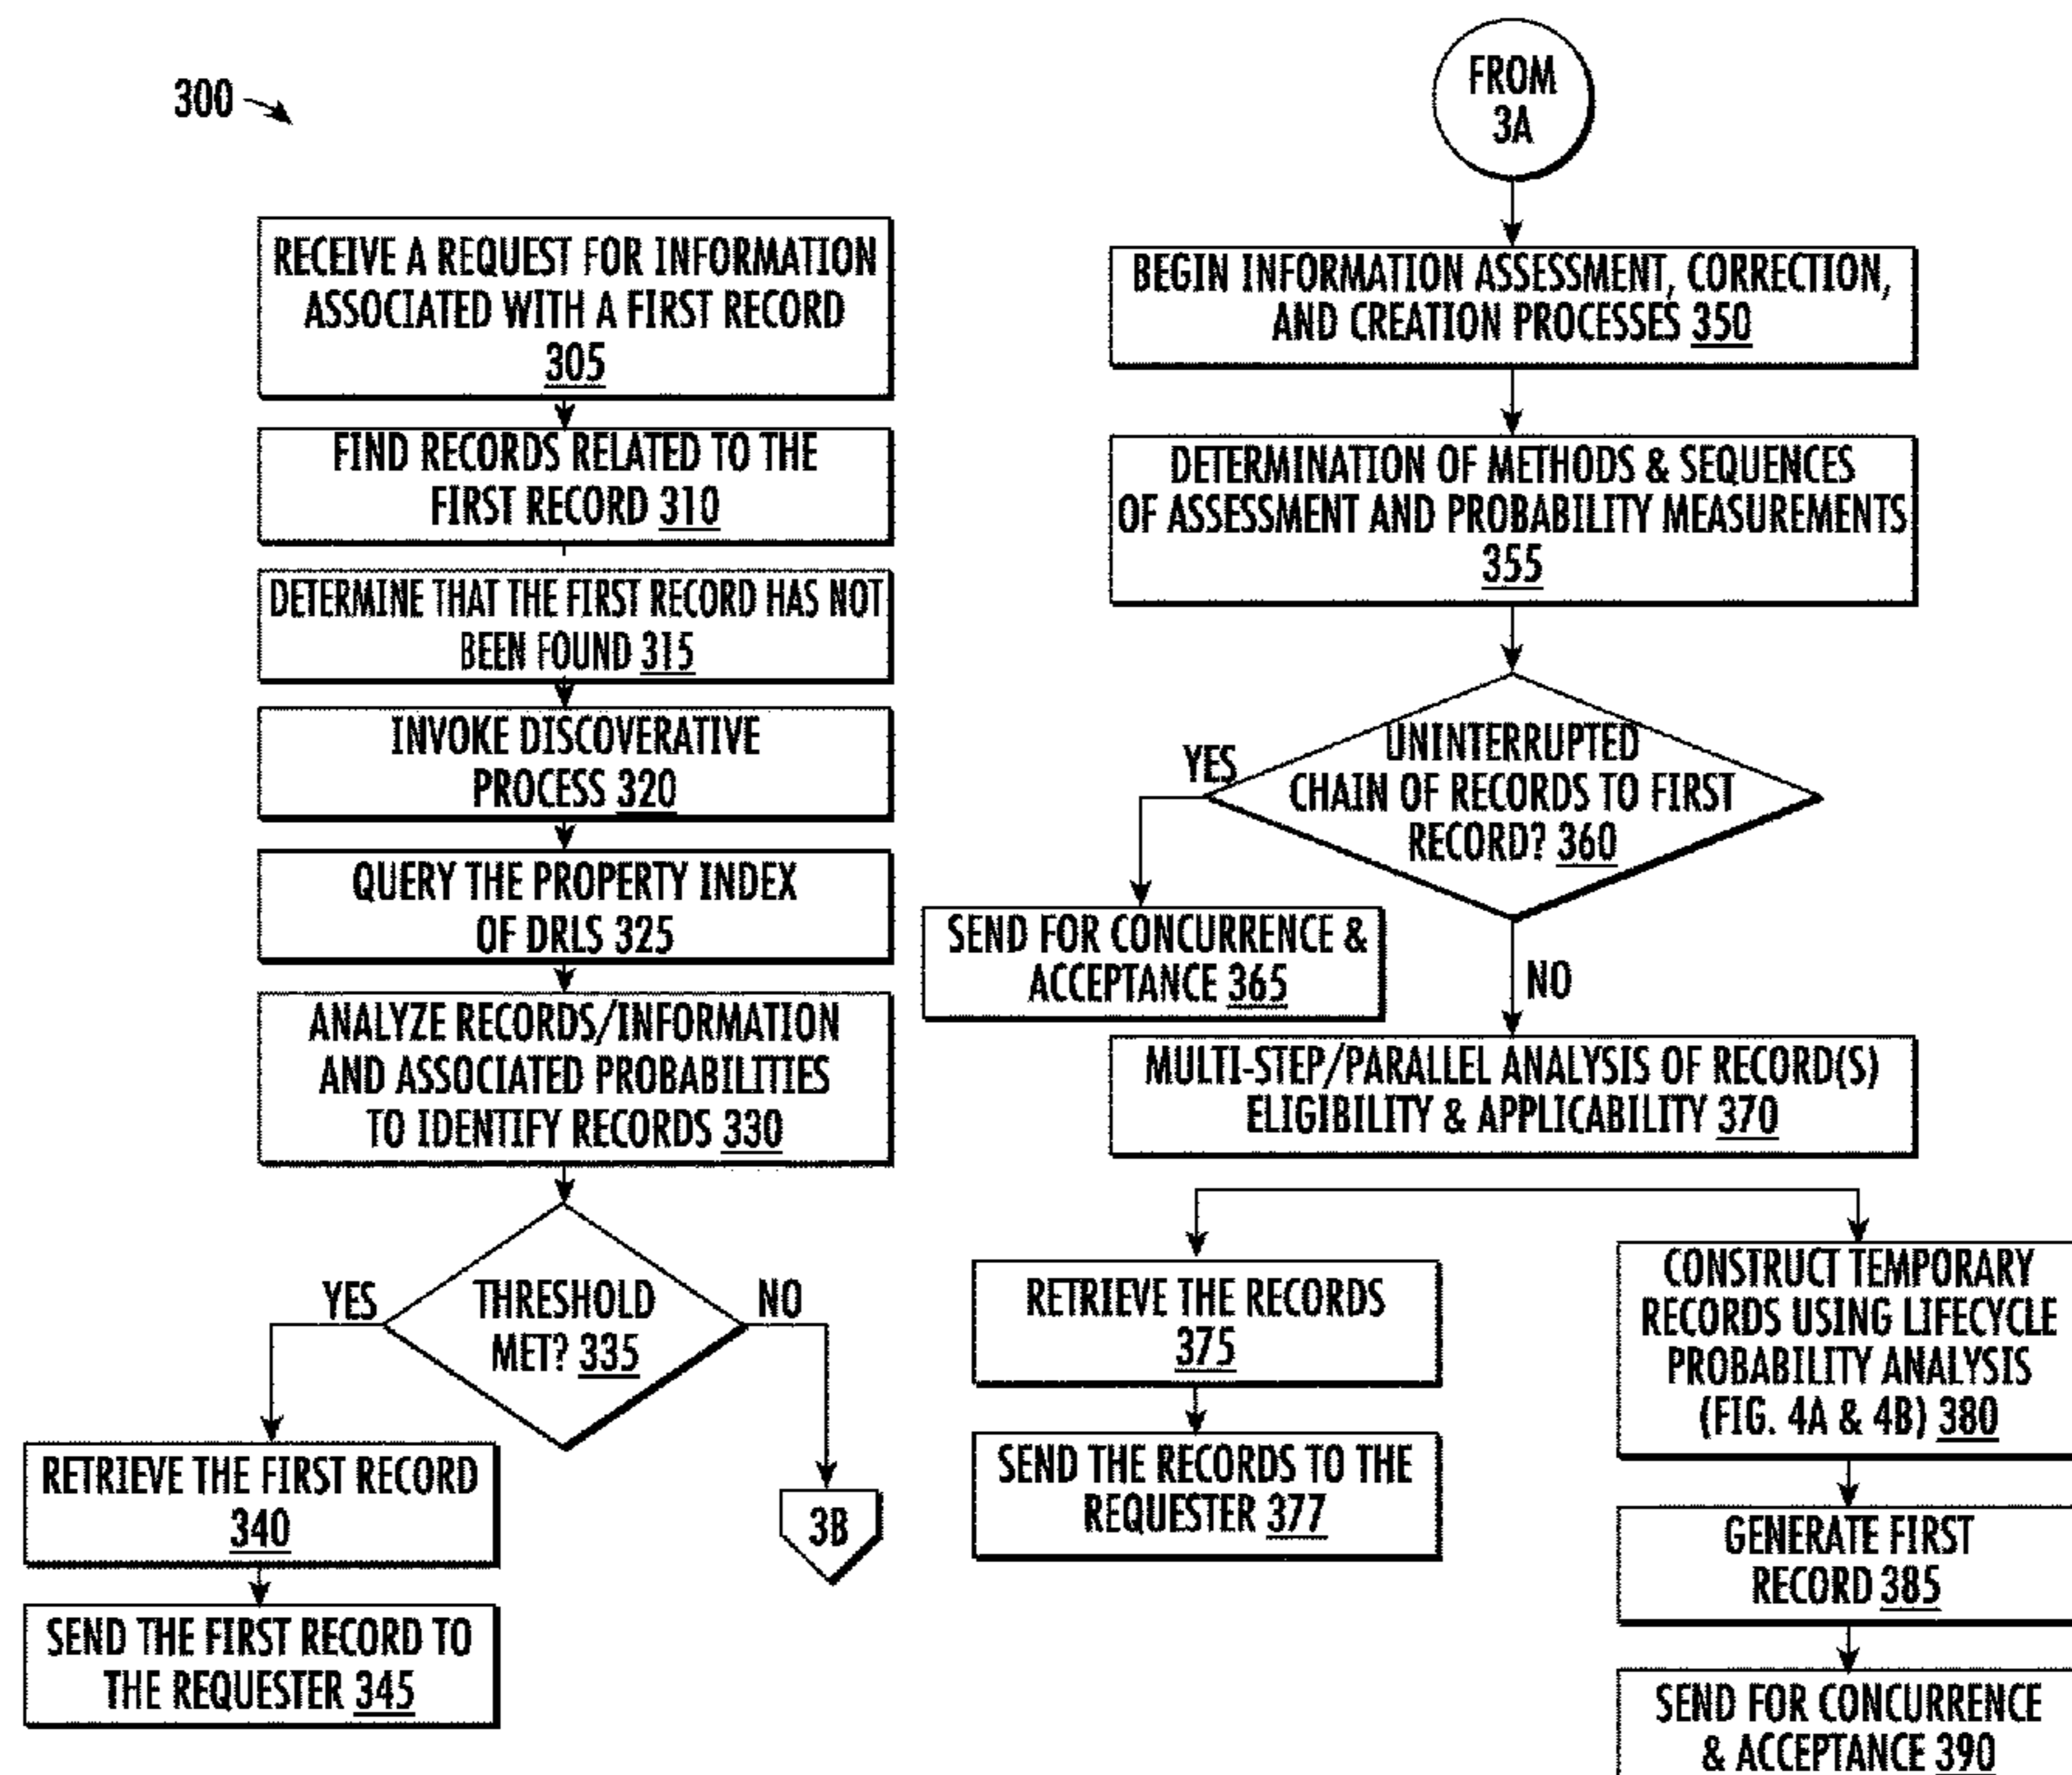 300
RECEIVE A REQUEST FOR INFORMATION
ASSOCIATED WITH A FIRST RECORD
305
FIND RECORDS RELATED TO THE
FIRST RECORD 310
DETERMINE THAT THE FIRST RECORD HAS NOT
BEEN FOUND 315
INVOKE DISCOVERATIVE
PROCESS 320
QUERY THE PROPERTY INDEX
OF DRLS 325
ANALYZE RECORDS/INFORMATION
AND ASSOCIATED PROBABILITIES
TO IDENTIFY RECORDS 330
YES
THRESHOLD
MET? 335
NO
RETRIEVE THE FIRST RECORD
340
3B
SEND THE FIRST RECORD TO
THE REQUESTER 345
FROM
3A
BEGIN INFORMATION ASSESSMENT, CORRECTION,
AND CREATION PROCESSES 350
DETERMINATION OF METHODS & SEQUENCES
OF ASSESSMENT AND PROBABILITY MEASUREMENTS
355
YES
UNINTERRUPTED
CHAIN OF RECORDS TO FIRST
RECORD? 360
SEND FOR CONCURRENCE &
ACCEPTANCE 365
NO
MULTI-STEP/PARALLEL ANALYSIS OF RECORD(S)
ELIGIBILITY & APPLICABILITY 370
RETRIEVE THE RECORDS
375
SEND THE RECORDS TO THE
REQUESTER 377
CONSTRUCT TEMPORARY
RECORDS USING LIFECYCLE
PROBABILITY ANALYSIS
(FIG. 4A & 4B) 380
GENERATE FIRST
RECORD 385
SEND FOR CONCURRENCE
& ACCEPTANCE 390